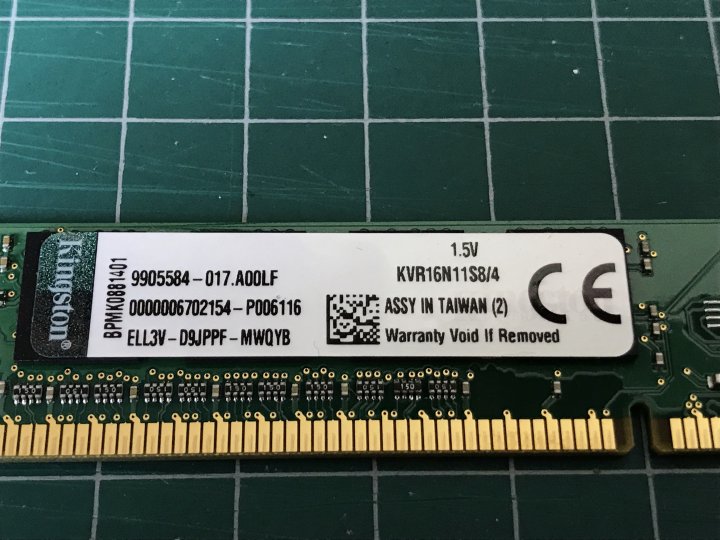 Kingston®
BPMK0881401
9905584-017.A00LF
0000006702154-P006116
ELL3V-D9JPPF-MWQYB
1.5V
KVR16N11S8/4
ASSY IN TAIWAN (2)
Warranty Void If Removed
CE
150